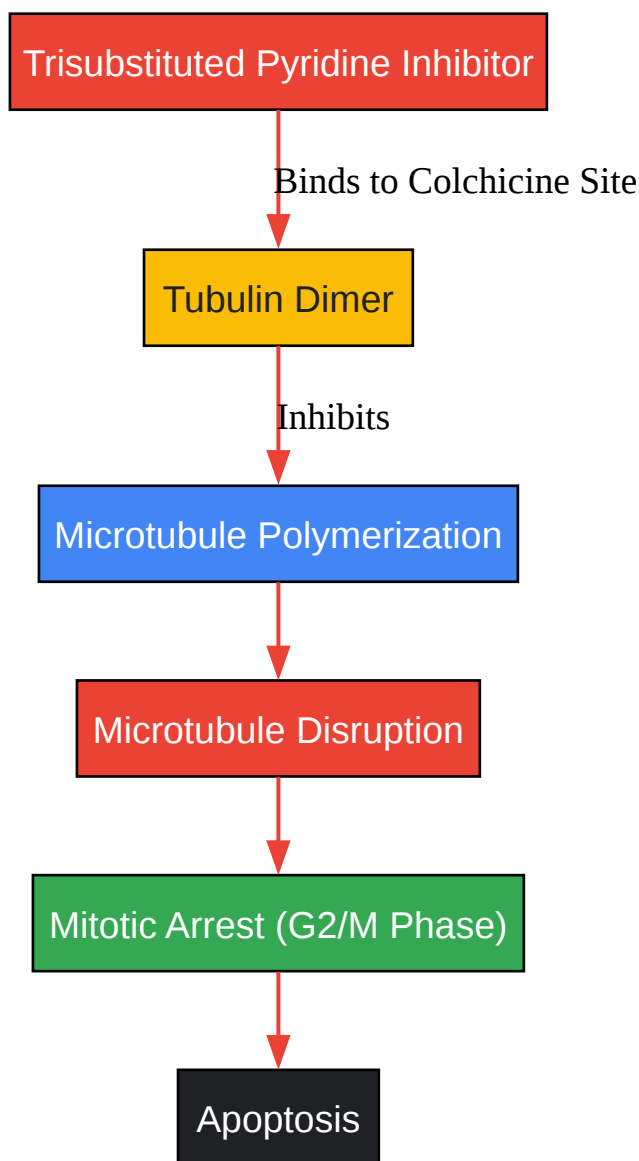 Trisubstituted Pyridine Inhibitor
Binds to Colchicine Site
Tubulin Dimer
Inhibits
Microtubule Polymerization
Microtubule Disruption
Mitotic Arrest (G2/M Phase)
Apoptosis